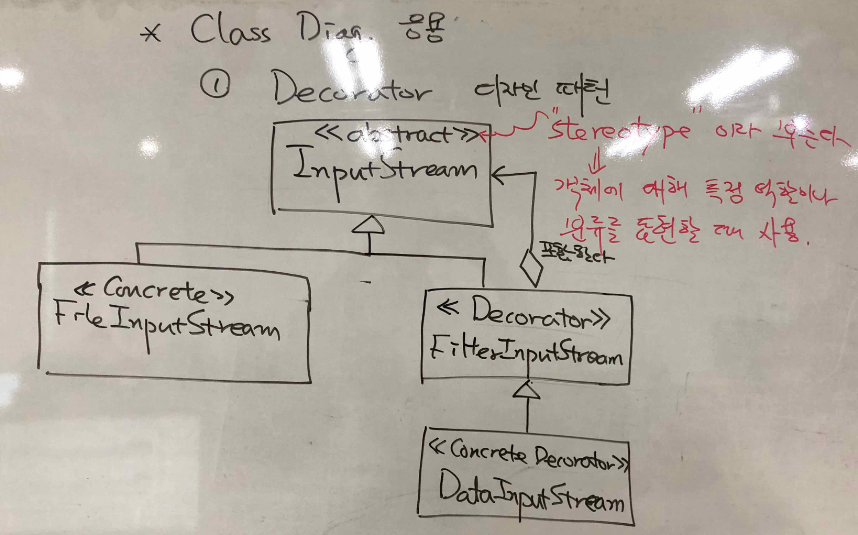 * Class Diag. 응용
① Decorator 디자인 패턴
<<abstract>>
InputStream
"stereotype" 이라 부른다
객체에 대해 특정 역할이나
분류를 표현할 때 사용.
포함한다
<<Concrete>>
FileInputStream
<<Decorator>>
FilterInputStream
<<Concrete Decorator>>
DataInputStream